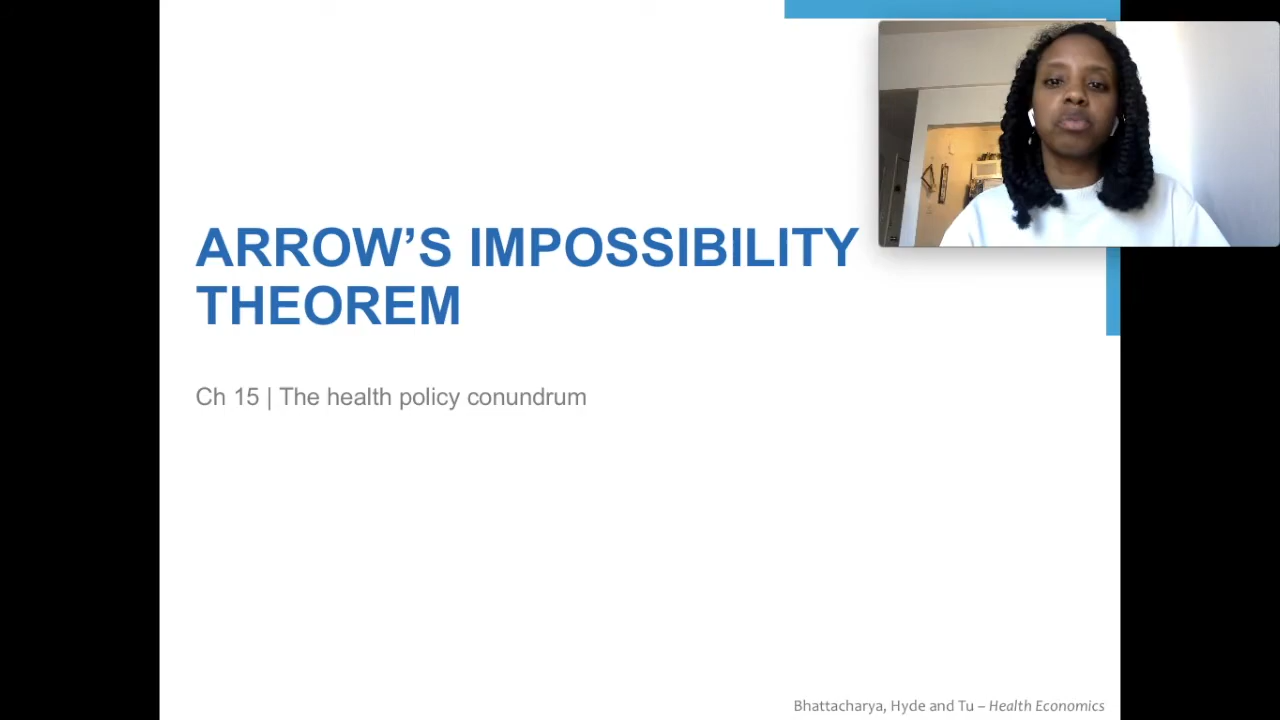 ARROW’S IMPOSSIBILITY
THEOREM
Ch 15 | The health policy conundrum
Bhattacharya, Hyde and Tu – Health Economics